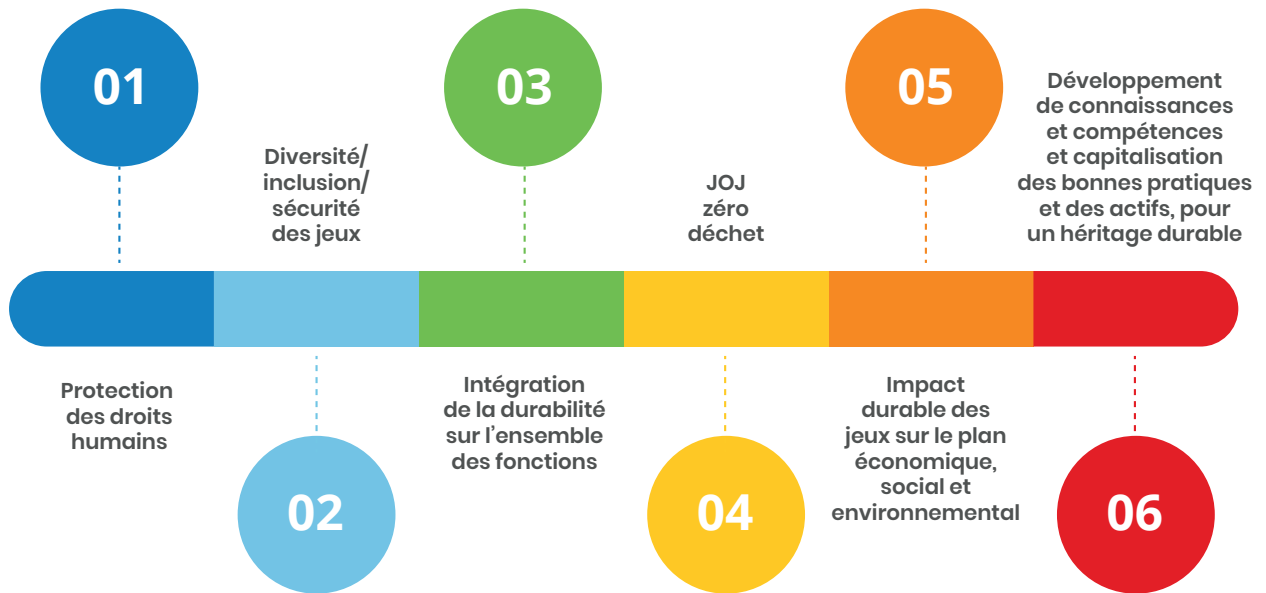 01
Protection
des droits
humains
Diversité/
inclusion/
sécurité
des jeux
02
03
Intégration
de la durabilité
sur l’ensemble
des fonctions
JOJ
zéro
déchet
04
05
Impact
durable des
jeux sur le plan
économique,
social et
environnemental
Développement
de connaissances
et compétences
et capitalisation
des bonnes pratiques
et des actifs, pour
un héritage durable
06